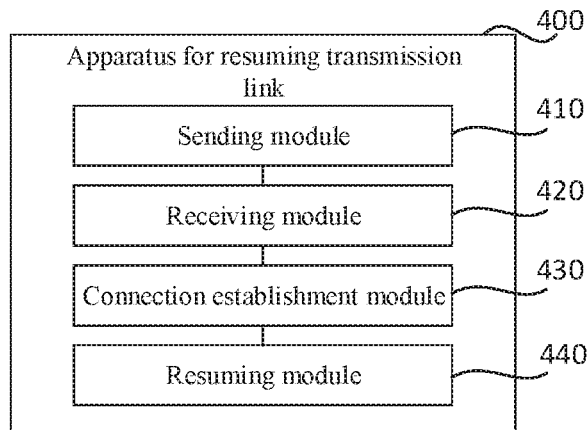 400
Apparatus for resuming transmission
link
410
Sending module
420
Receiving module
430
Connection establishment module
440
Resuming module